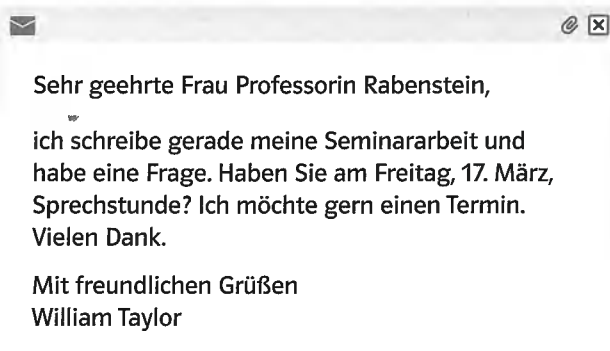 Sehr geehrte Frau Professorin Rabenstein,
ich schreibe gerade meine Seminararbeit und
habe eine Frage. Haben Sie am Freitag, 17. März,
Sprechstunde? Ich möchte gern einen Termin.
Vielen Dank.
Mit freundlichen Grüßen
William Taylor